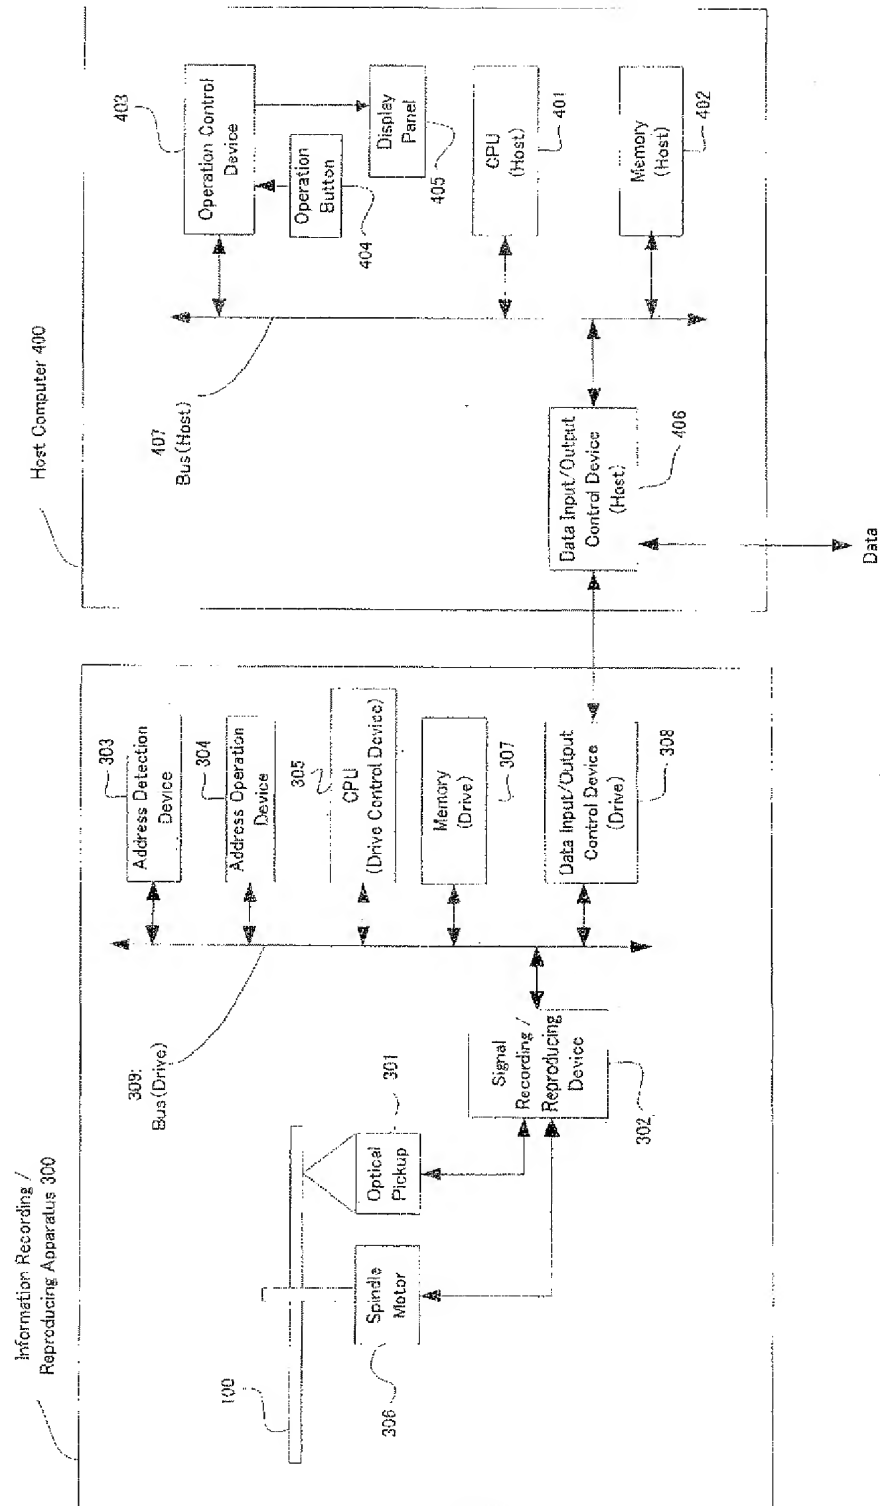 Information Recording /
Reproducing Apparatus 300
100
306
Spindle
Motor
Optical
Pickup
301
309:
Bus(Drive)
Signal
Recording /
Reproducing
Device
302
303
Address Detection
Device
304
Address Operation
Device
305
CPU
(Drive Control Device)
Memory
(Drive)
307
Data Input/Output
Control Device
(Drive)
308
Host Computer 400
407
Bus(Host)
Data Input/Output
Control Device
(Host)
406
Data
403
Operation Control
Device
Operation
Button
404
Display
Panel
405
CPU
(Host)
401
Memory
(Host)
402